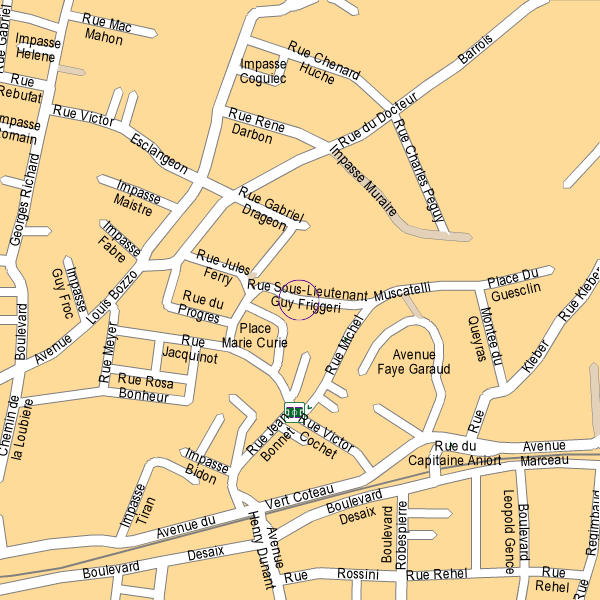 Rue Gabriel
Rue Mac
Mahon
Impasse
Helene
Rue Chenard
Huche
Barrois
Impasse
Coguiec
Rue
Rebufat
Rue Victor
Esclangeon
Rue Rene
Darbon
Rue du Docteur
Rue Charles Peguy
Impasse Muraire
Impasse
Romain
Georges Richard
Impasse
Maistre
Rue Gabriel
Drageon
Impasse
Fabre
Impasse
Guy Froc
Rue Jules
Ferry
Louis Bozzo
Rue Sous-Lieutenant
Guy Friggeri
Muscatelli
Place Du
Guesclin
Rue Kleber
Rue du
Progres
Place
Marie Curie
Rue Meyer
Rue
Jacquinot
Boulevard
Avenue
Rue Michel
Montee du
Queyras
Avenue
Faye Garaud
Kleber
Rue Rosa
Bonheur
Chemin de
la Loubiere
Rue Jean
Bonnet
Rue Victor
Cochet
Rue
Rue du
Capitaine Aniort
Avenue
Marceau
Impasse
Bidon
Impasse
Tiran
Avenue du
Vert Coteau
Boulevard
Desaix
Boulevard
Robespierre
Boulevard
Leopold Gence
Regimbaud
Avenue
Henry Dunant
Boulevard
Desaix
Rue
Rossini
Rue Rehel
Rue
Rehel